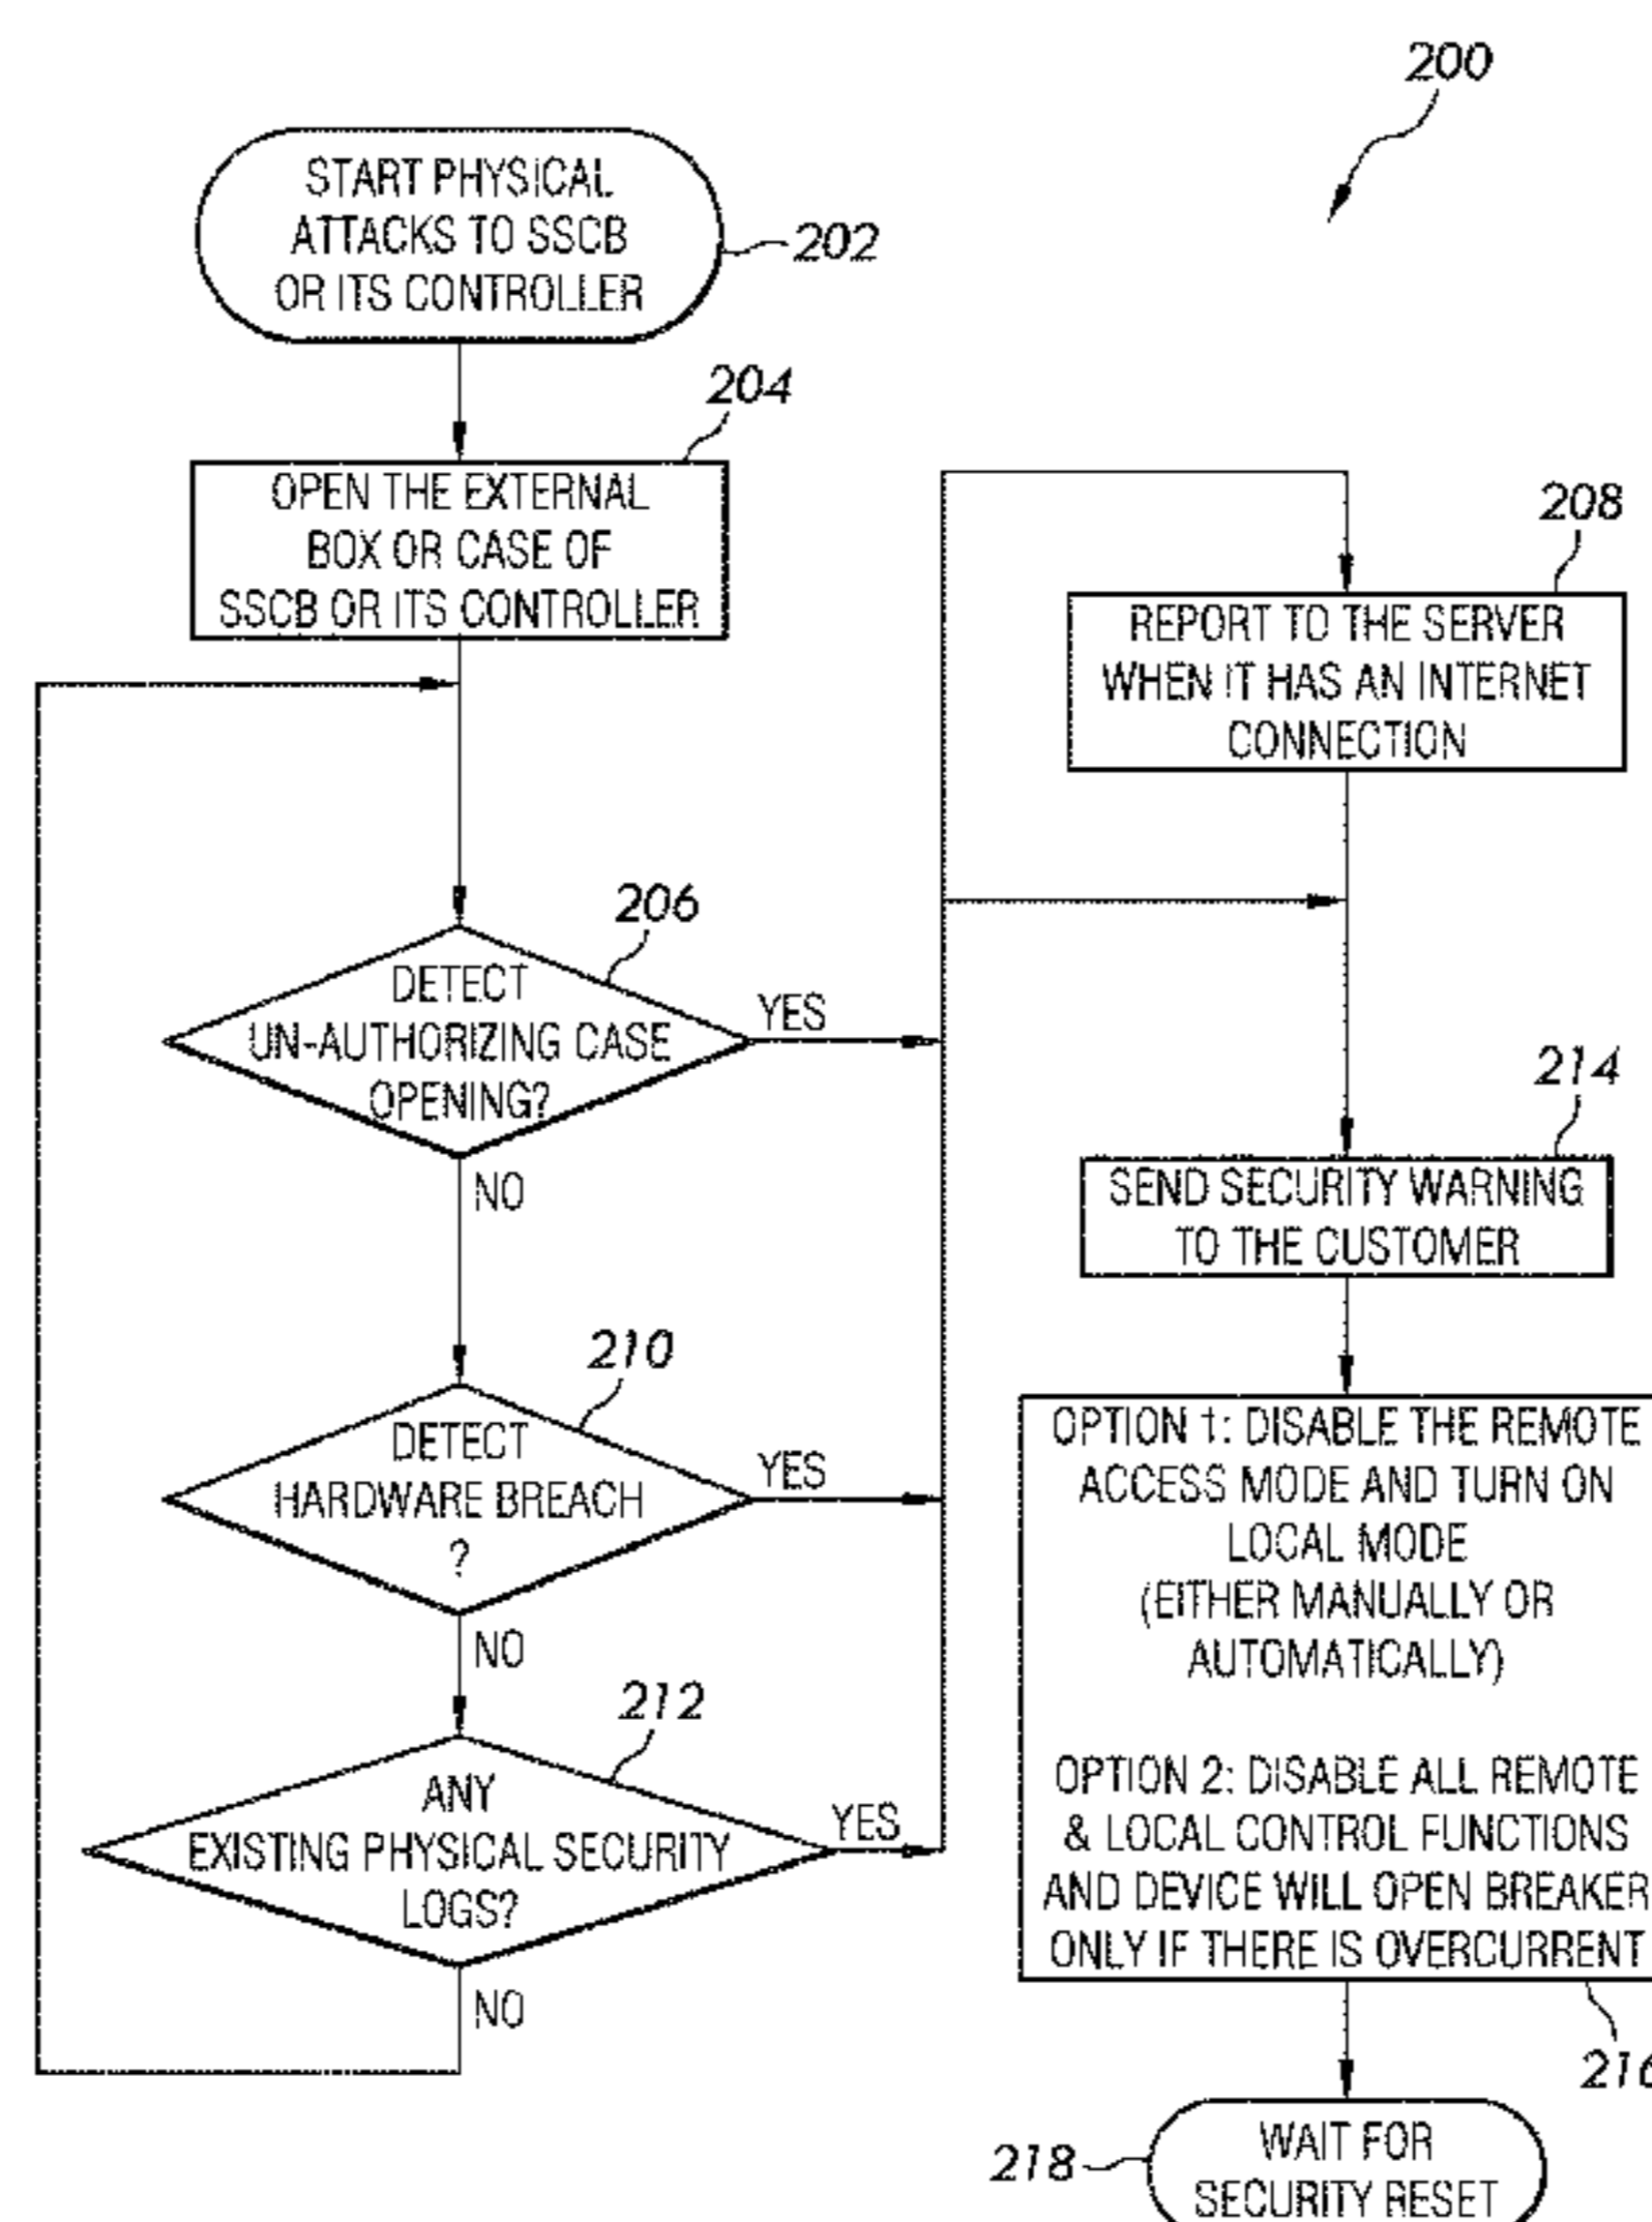 200
START PHYSICAL
ATTACKS TO SSCB
OR ITS CONTROLLER
202
204
OPEN THE EXTERNAL
BOX OR CASE OF
SSCB OR ITS CONTROLLER
206
DETECT
UN-AUTHORIZING CASE
OPENING?
YES
NO
210
DETECT
HARDWARE BREACH
?
YES
NO
212
ANY
EXISTING PHYSICAL SECURITY
LOGS?
YES
NO
208
REPORT TO THE SERVER
WHEN IT HAS AN INTERNET
CONNECTION
214
SEND SECURITY WARNING
TO THE CUSTOMER
OPTION 1: DISABLE THE REMOTE
ACCESS MODE AND TURN ON
LOCAL MODE
(EITHER MANUALLY OR
AUTOMATICALLY)
OPTION 2: DISABLE ALL REMOTE
& LOCAL CONTROL FUNCTIONS
AND DEVICE WILL OPEN BREAKER
ONLY IF THERE IS OVERCURRENT
216
218
WAIT FOR
SECURITY RESET